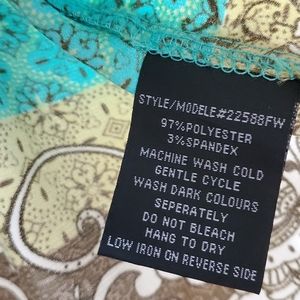 STYLE/MODELE#22588FW
97%POLYESTER
3%SPANDEX
MACHINE WASH COLD
GENTLE CYCLE
WASH DARK COLOURS
SEPERATELY
DO NOT BLEACH
HANG TO DRY
LOW IRON ON REVERSE SIDE